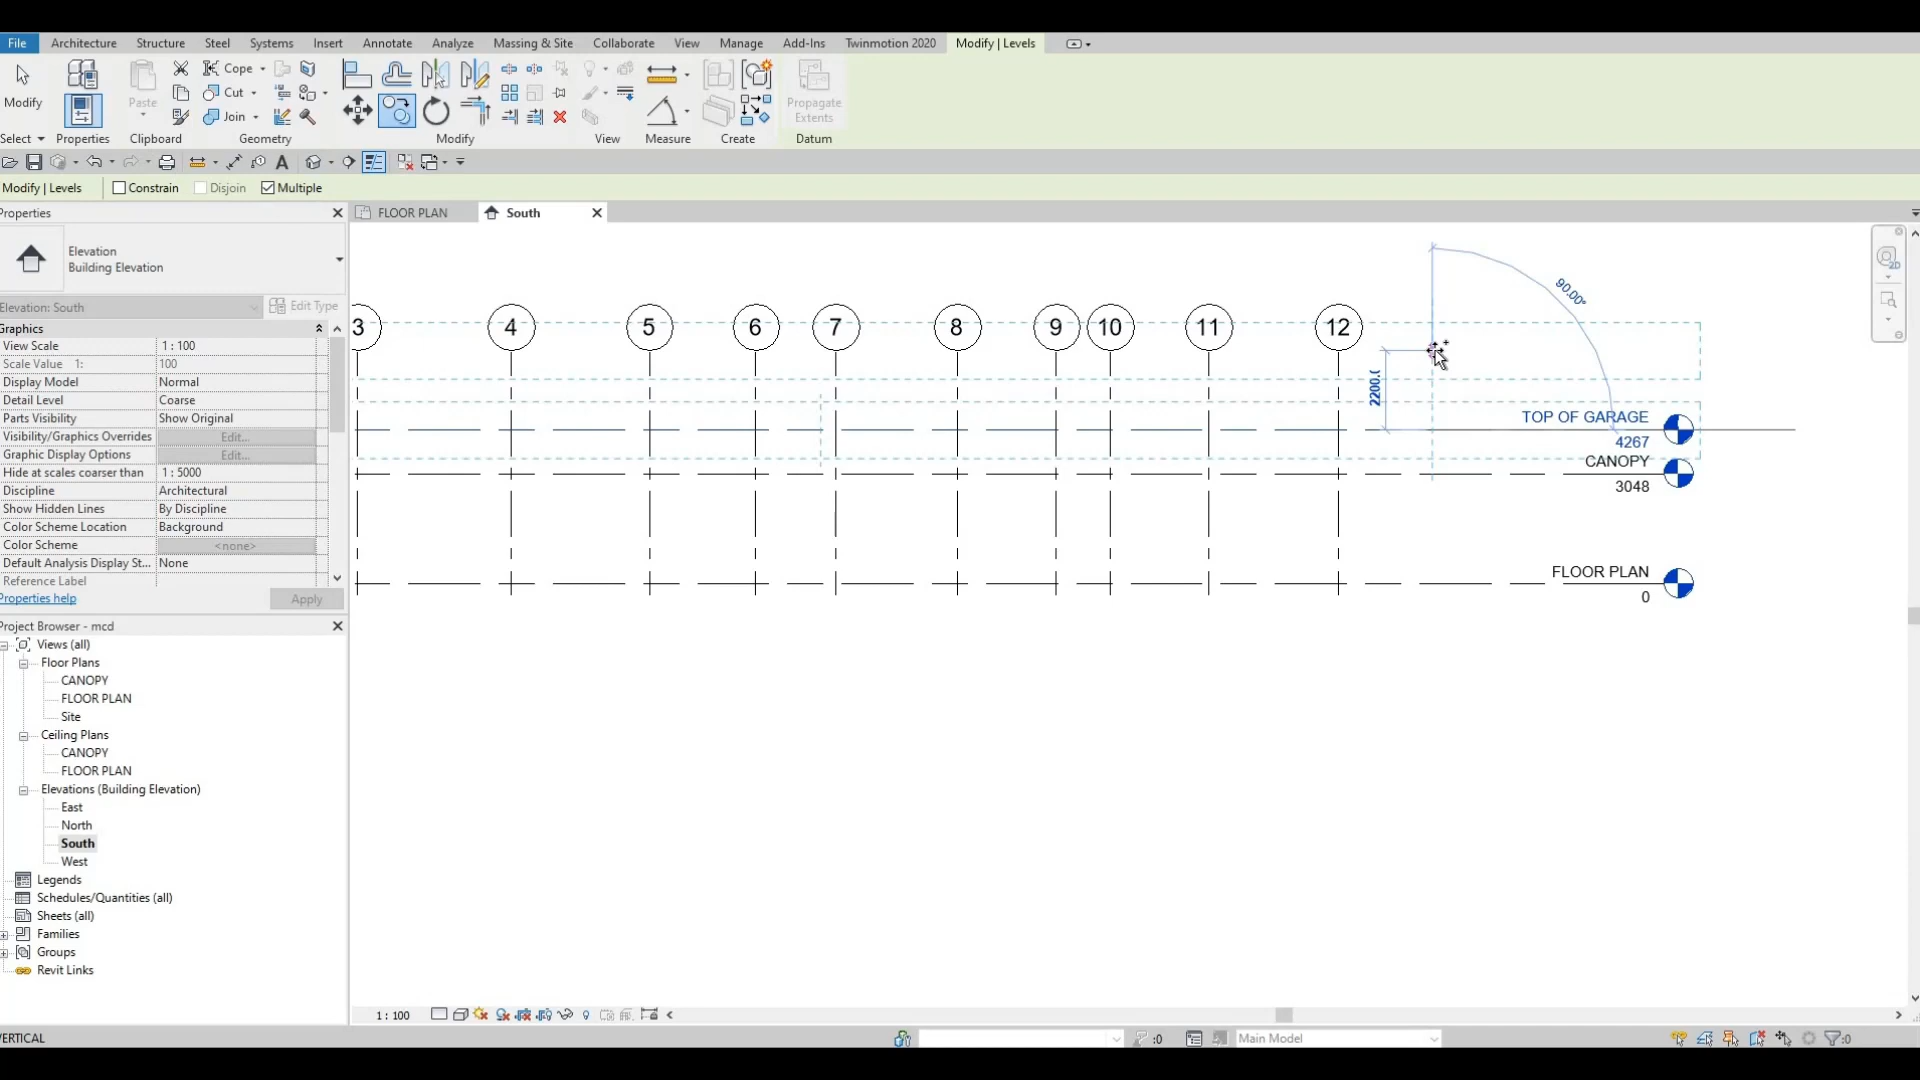 File Architecture Structure Steel Systems Insert Annotate Analyze Massing & Site Collaborate View Manage Add-Ins Twinmotion 2020 Modify | Levels
Cope
Cut
Join
Modify Paste Propagate Extents
Select Properties Clipboard Geometry Modify View Measure Create Datum
Modify | Levels Constrain Disjoin Multiple
Properties
FLOOR PLAN South
Elevation
Building Elevation
Elevation: South Edit Type
Graphics
View Scale 1 : 100
Scale Value 1: 100
Display Model Normal
Detail Level Coarse
Parts Visibility Show Original
Visibility/Graphics Overrides Edit...
Graphic Display Options Edit...
Hide at scales coarser than 1 : 5000
Discipline Architectural
Show Hidden Lines By Discipline
Color Scheme Location Background
Color Scheme <none>
Default Analysis Display St... None
Reference Label
Properties help Apply
Project Browser - mcd
Views (all)
Floor Plans
CANOPY
FLOOR PLAN
Site
Ceiling Plans
CANOPY
FLOOR PLAN
Elevations (Building Elevation)
East
North
South
West
Legends
Schedules/Quantities (all)
Sheets (all)
Families
Groups
Revit Links
3 4 5 6 7 8 9 10 11 12
90.00°
2200.(
TOP OF GARAGE
4267
CANOPY
3048
FLOOR PLAN
0
1 : 100
VERTICAL
:0
Main Model
:0
2D